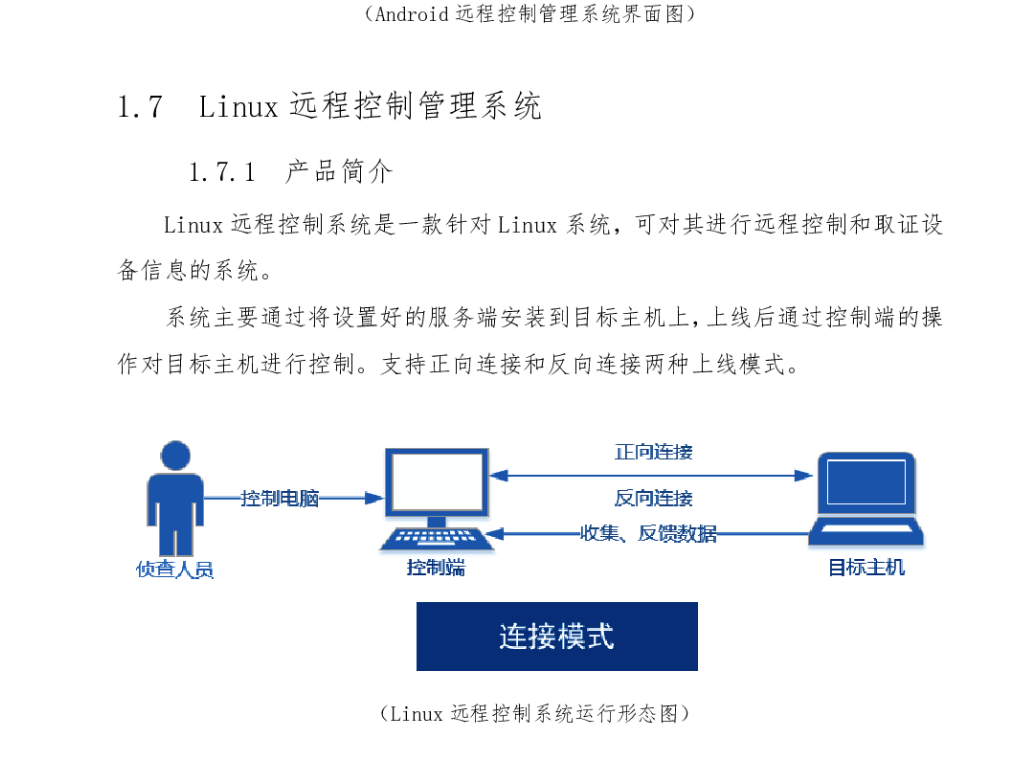 （Android 远程控制管理系统界面图）
1.7 Linux 远程控制管理系统
1.7.1 产品简介
Linux 远程控制系统是一款针对 Linux 系统，可对其进行远程控制和取证设
备信息的系统。
系统主要通过将设置好的服务端安装到目标主机上，上线后通过控制端的操
作对目标主机进行控制。支持正向连接和反向连接两种上线模式。
正向连接
控制电脑
反向连接
收集、反馈数据
侦查人员
控制端
目标主机
连接模式
（Linux 远程控制系统运行形态图）